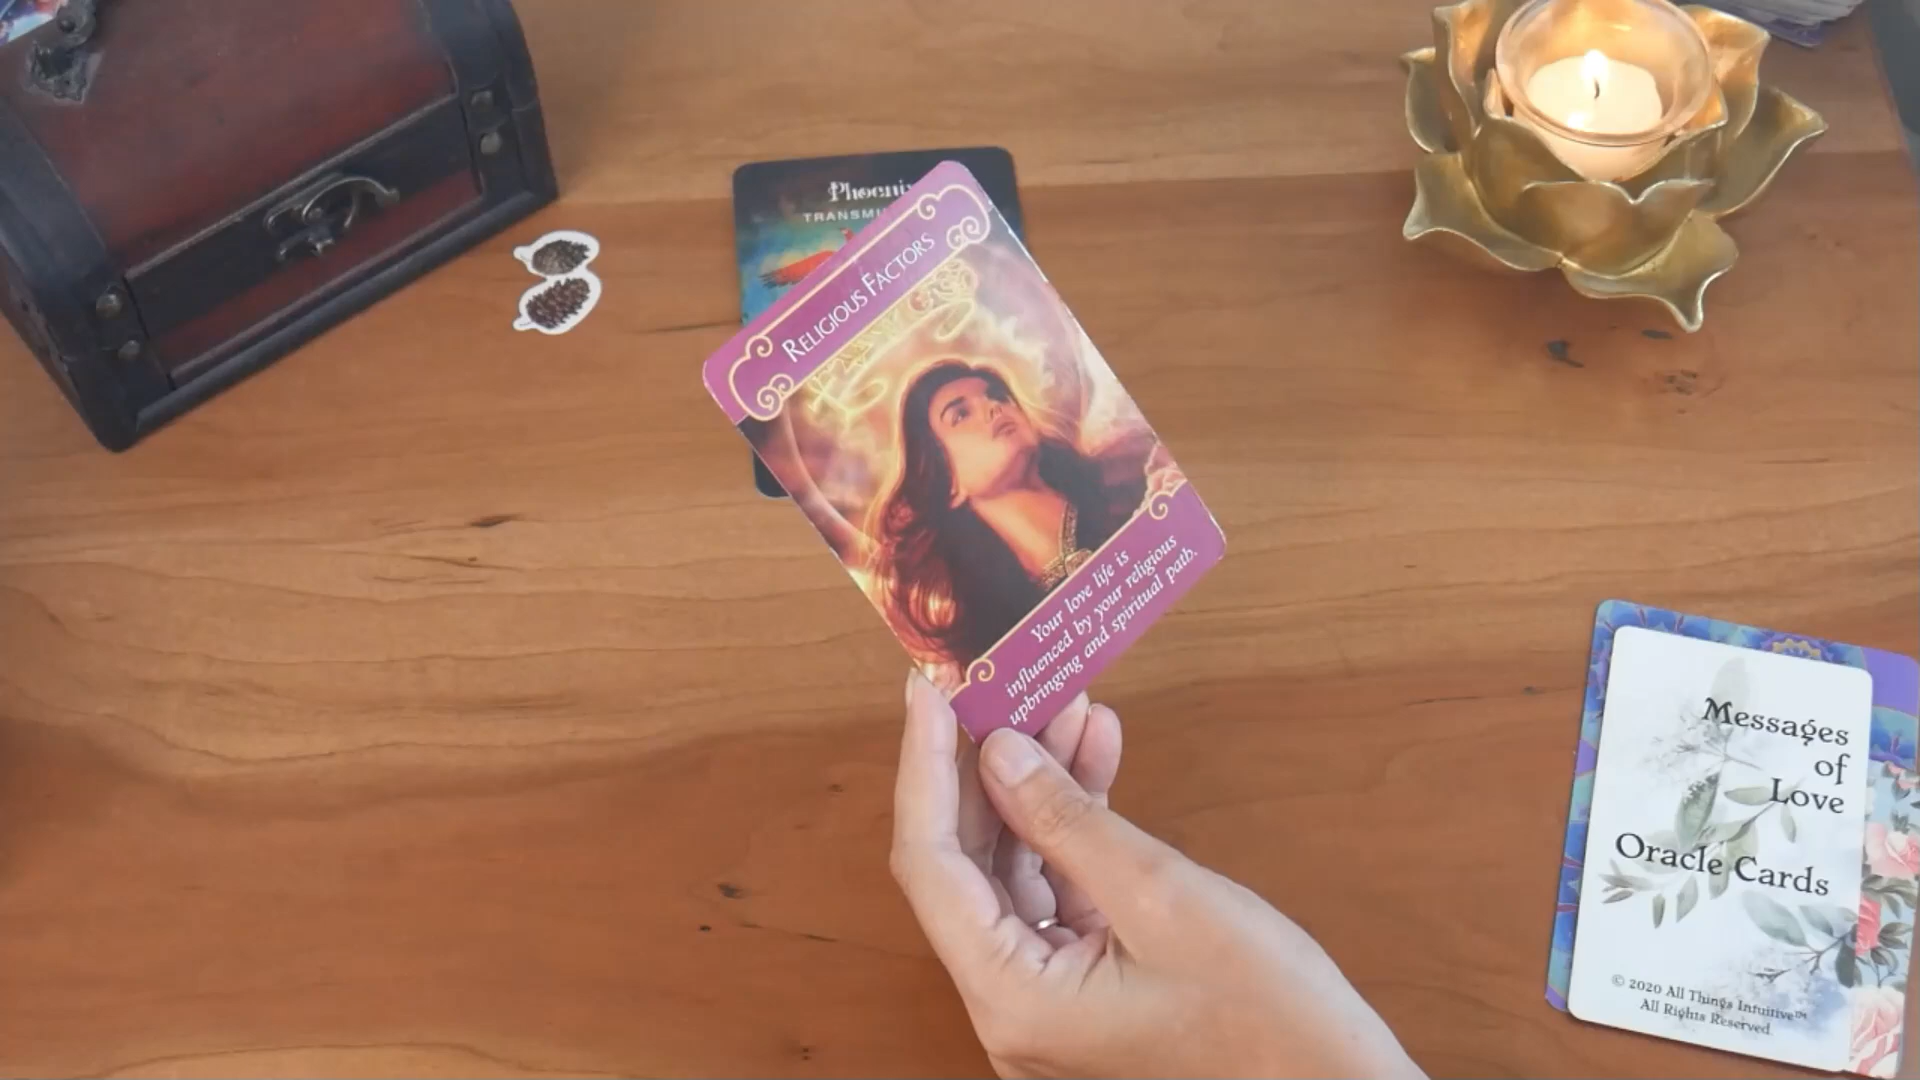 RELIGIOUS FACTORS
Your love life is
influenced by your religious
upbringing and spiritual path.
Messages
of
Love
Oracle Cards
© 2020 All Things Intuitive™
All Rights Reserved.